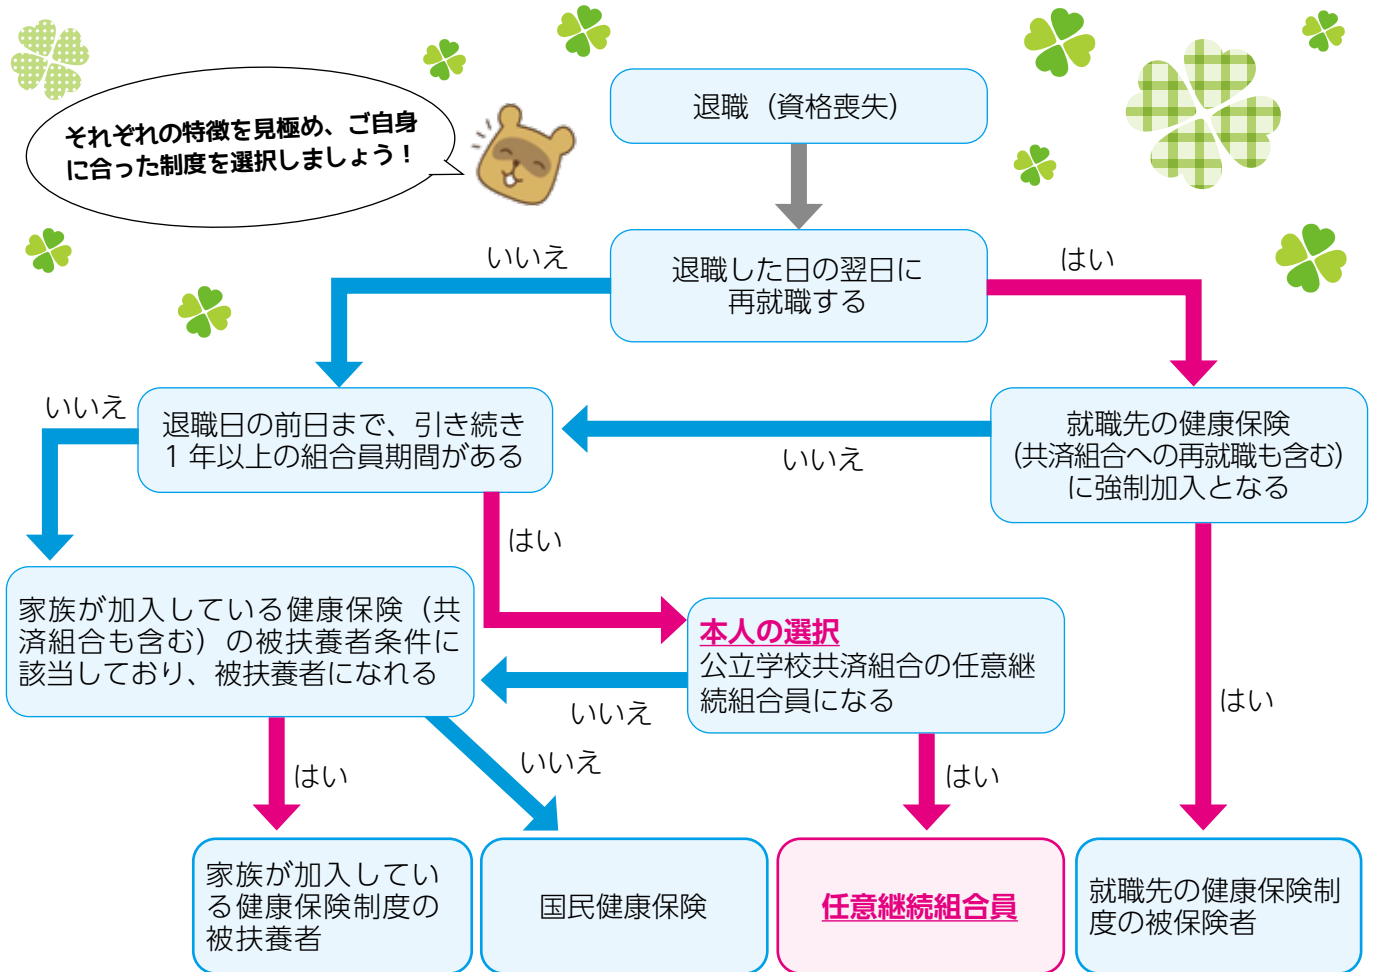 それぞれの特徴を見極め、ご自身
に合った制度を選択しましょう！
退職（資格喪失）
退職した日の翌日に
再就職する
いいえ
はい
退職日の前日まで、引き続き
1 年以上の組合員期間がある
いいえ
就職先の健康保険
（共済組合への再就職も含む）
に強制加入となる
いいえ
はい
家族が加入している健康保険（共
済組合も含む）の被扶養者条件に
該当しており、被扶養者になれる
本人の選択
公立学校共済組合の任意継
続組合員になる
いいえ
はい
はい
いいえ
はい
家族が加入してい
る健康保険制度の
被扶養者
国民健康保険
任意継続組合員
就職先の健康保険制
度の被保険者